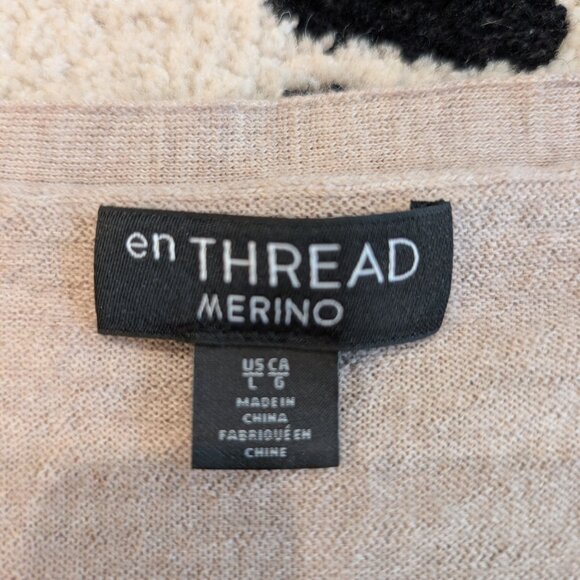 en THREAD
MERINO
US CA
L G
MADE IN
CHINA
FABRIQUÉ EN
CHINE